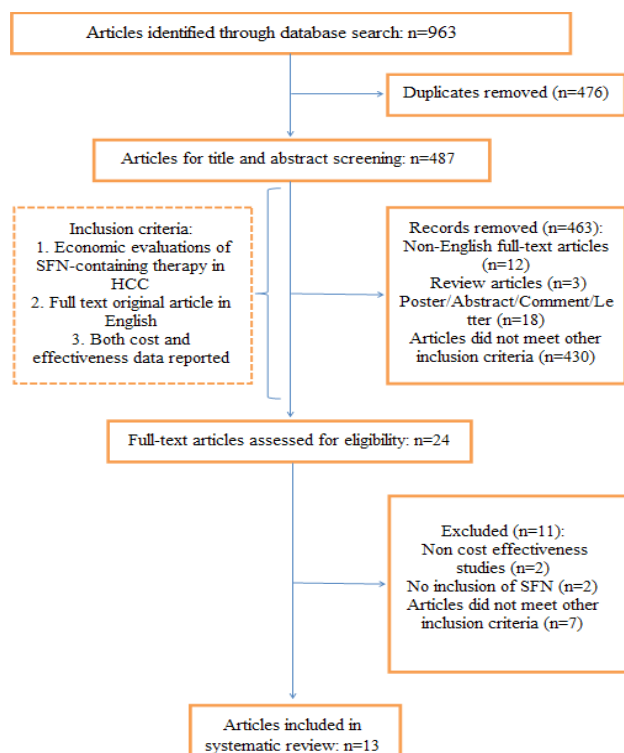 Articles identified through database search: n=963
Duplicates removed (n=476)
Articles for title and abstract screening: n=487
Inclusion criteria:
1. Economic evaluations of
SFN-containing therapy in
HCC
2. Full text original article in
English
3. Both cost and
effectiveness data reported
Records removed (n=463):
Non-English full-text articles
(n=12)
Review articles (n=3)
Poster/Abstract/Comment/Le
tter (n=18)
Articles did not meet other
inclusion criteria (n=430)
Full-text articles assessed for eligibility: n=24
Excluded (n=11):
Non cost effectiveness
studies (n=2)
No inclusion of SFN (n=2)
Articles did not meet other
inclusion criteria (n=7)
Articles included in
systematic review: n=13